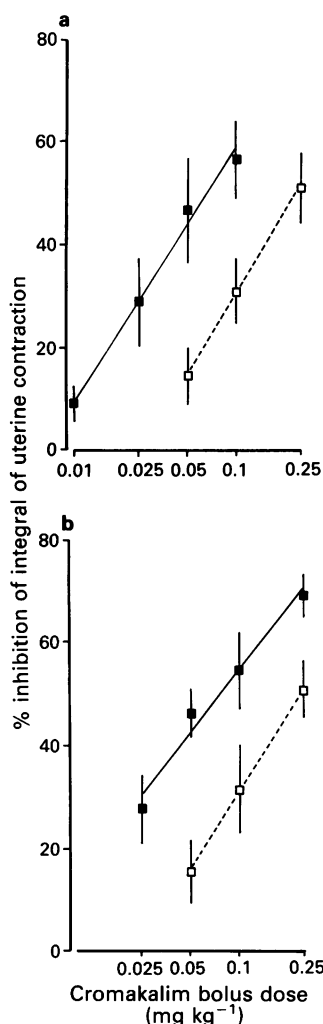 a
80
60
40
20
0
0.01 0.025 0.05 0.1 0.25
% inhibition of integral of uterine contraction
b
80
60
40
20
0
0.025 0.05 0.1 0.25
Cromakalim bolus dose
(mg kg⁻¹)